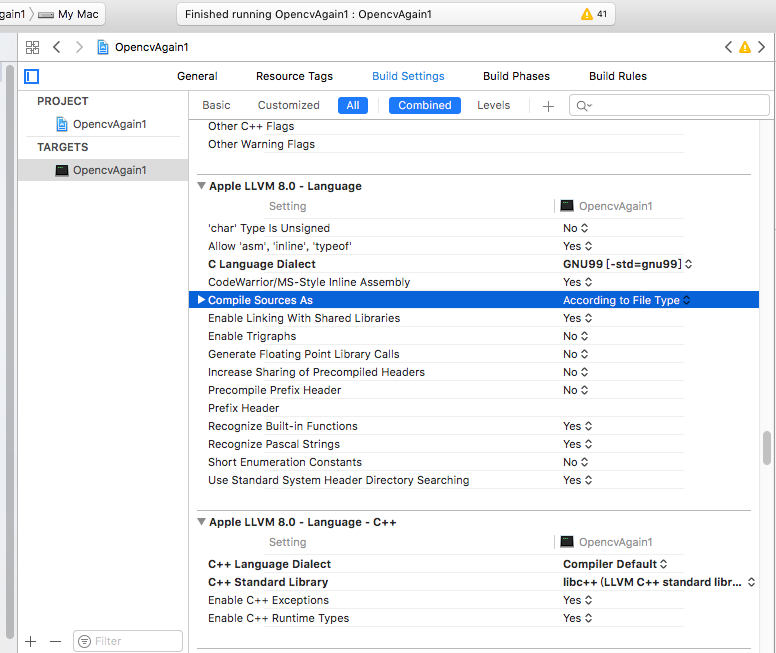 gain1 My Mac Finished running OpencvAgain1 : OpencvAgain1 41
OpencvAgain1
General Resource Tags Build Settings Build Phases Build Rules
PROJECT
OpencvAgain1
TARGETS
OpencvAgain1
Basic Customized All Combined Levels
Other C++ Flags
Other Warning Flags
Apple LLVM 8.0 - Language
Setting OpencvAgain1
'char' Type Is Unsigned No
Allow 'asm', 'inline', 'typeof' Yes
C Language Dialect GNU99 [-std=gnu99]
CodeWarrior/MS-Style Inline Assembly Yes
Compile Sources As According to File Type
Enable Linking With Shared Libraries Yes
Enable Trigraphs No
Generate Floating Point Library Calls No
Increase Sharing of Precompiled Headers No
Precompile Prefix Header No
Prefix Header
Recognize Built-in Functions Yes
Recognize Pascal Strings Yes
Short Enumeration Constants No
Use Standard System Header Directory Searching Yes
Apple LLVM 8.0 - Language - C++
Setting OpencvAgain1
C++ Language Dialect Compiler Default
C++ Standard Library libc++ (LLVM C++ standard libr...
Enable C++ Exceptions Yes
Enable C++ Runtime Types Yes
Filter